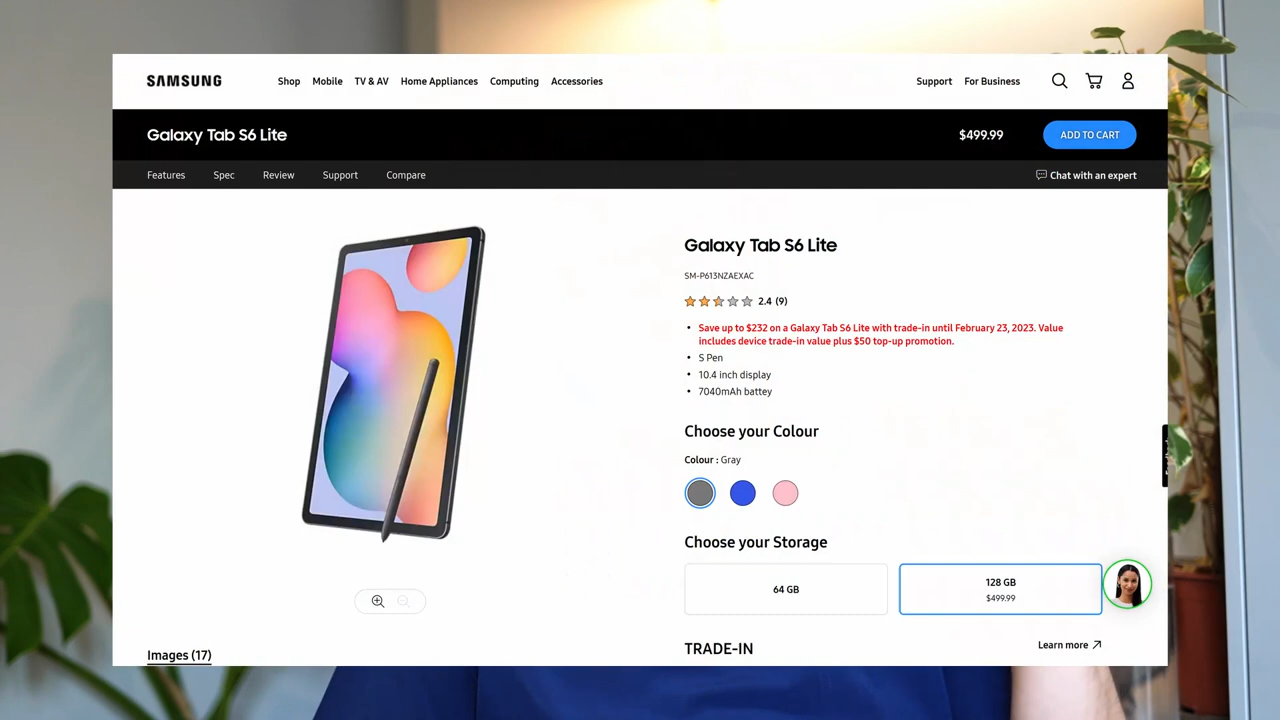 SAMSUNG
Shop Mobile TV & AV Home Appliances Computing Accessories
Support For Business
Galaxy Tab S6 Lite
$499.99
ADD TO CART
Features Spec Review Support Compare
Chat with an expert
Galaxy Tab S6 Lite
SM-P613NZAEXAC
2.4 (9)
• Save up to $232 on a Galaxy Tab S6 Lite with trade-in until February 23, 2023. Value
includes device trade-in value plus $50 top-up promotion.
• S Pen
• 10.4 inch display
• 7040mAh battey
Choose your Colour
Colour : Gray
Choose your Storage
64 GB
128 GB
$499.99
Images (17)
TRADE-IN
Learn more